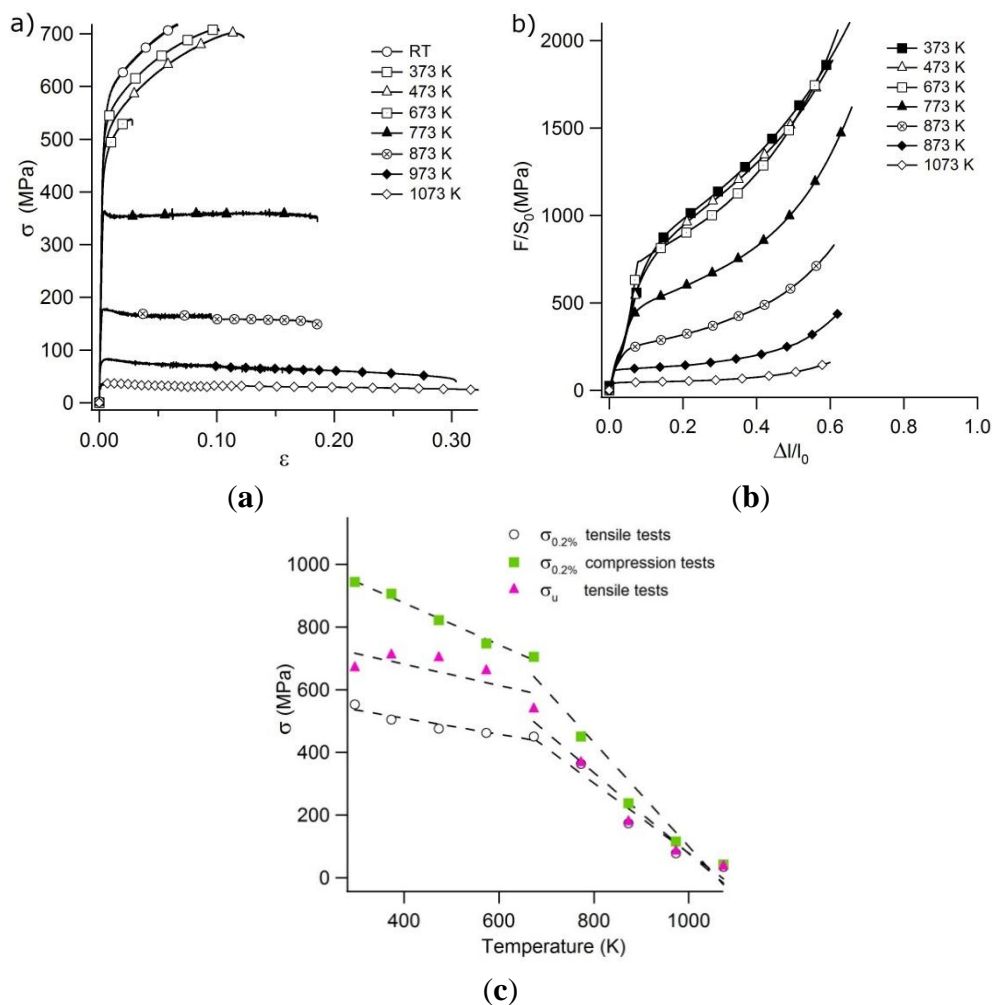 a)
700
600
500
400
300
200
100
0
σ (MPa)
0.00
0.10
0.20
0.30
ε
RT
373 K
473 K
673 K
773 K
873 K
973 K
1073 K
(a)
b)
2000
1500
1000
500
0
F/S₀(MPa)
0.0
0.2
0.4
0.6
0.8
1.0
Δl/l₀
373 K
473 K
673 K
773 K
873 K
873 K
1073 K
(b)
σ0.2% tensile tests
σ0.2% compression tests
σu tensile tests
1000
800
600
400
200
0
σ (MPa)
400
600
800
1000
Temperature (K)
(c)